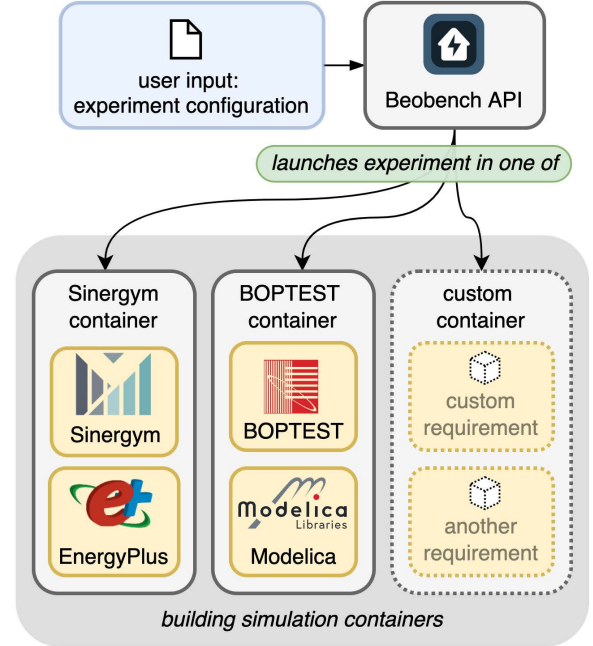 user input:
experiment configuration
Beobench API
launches experiment in one of
Sinergym
container
Sinergym
e+
EnergyPlus
BOPTEST
container
BOPTEST
Modelica
Libraries
Modelica
custom
container
custom
requirement
another
requirement
building simulation containers